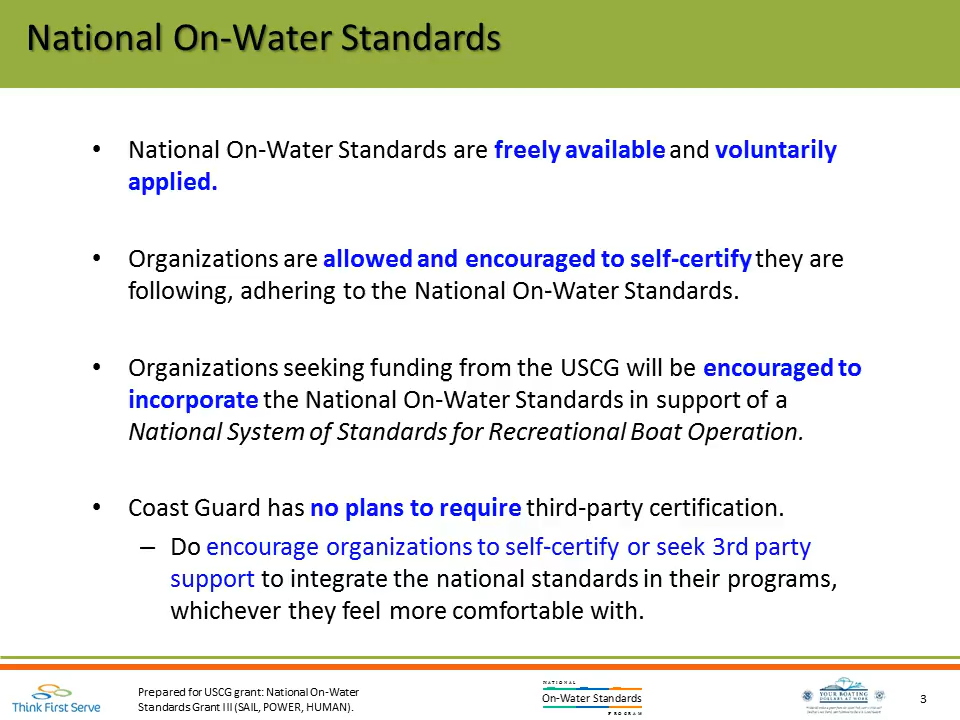 National On-Water Standards
• National On-Water Standards are freely available and voluntarily
applied.
• Organizations are allowed and encouraged to self-certify they are
following, adhering to the National On-Water Standards.
• Organizations seeking funding from the USCG will be encouraged to
incorporate the National On-Water Standards in support of a
National System of Standards for Recreational Boat Operation.
• Coast Guard has no plans to require third-party certification.
– Do encourage organizations to self-certify or seek 3rd party
support to integrate the national standards in their programs,
whichever they feel more comfortable with.
Think First Serve
Prepared for USCG grant: National On-Water
Standards Grant III (SAIL, POWER, HUMAN).
NATIONAL
On-Water Standards
PROGRAM
YOUR BOATING
DOLLARS AT WORK
3